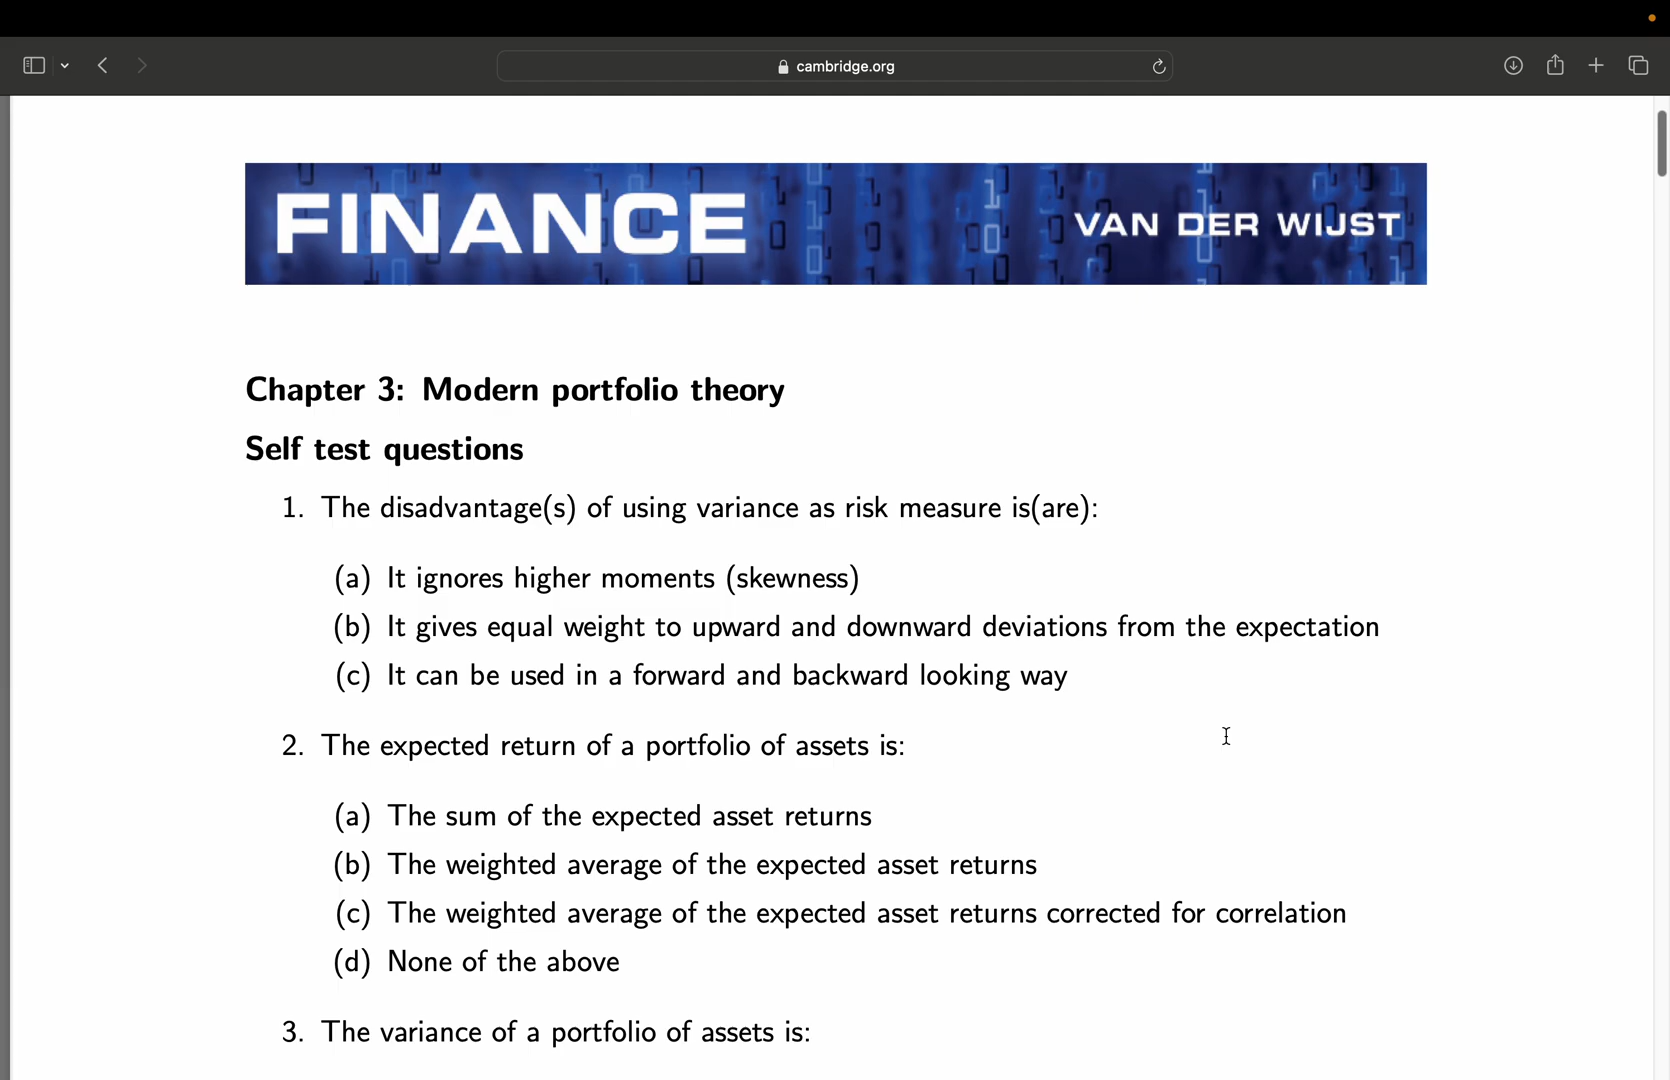 cambridge.org
FINANCE VAN DER WIJST
Chapter 3: Modern portfolio theory
Self test questions
1. The disadvantage(s) of using variance as risk measure is(are):
(a) It ignores higher moments (skewness)
(b) It gives equal weight to upward and downward deviations from the expectation
(c) It can be used in a forward and backward looking way
2. The expected return of a portfolio of assets is:
(a) The sum of the expected asset returns
(b) The weighted average of the expected asset returns
(c) The weighted average of the expected asset returns corrected for correlation
(d) None of the above
3. The variance of a portfolio of assets is: